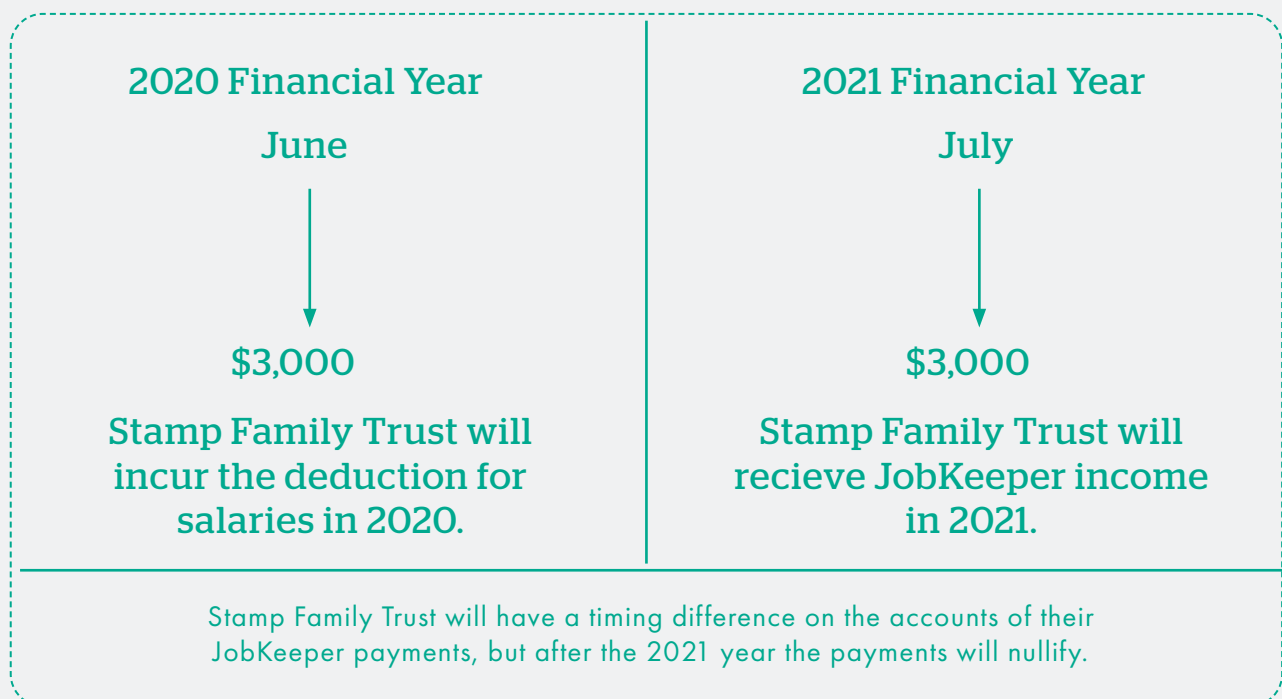 2020 Financial Year
June
$3,000
Stamp Family Trust will
incur the deduction for
salaries in 2020.
2021 Financial Year
July
$3,000
Stamp Family Trust will
recieve JobKeeper income
in 2021.
Stamp Family Trust will have a timing difference on the accounts of their
JobKeeper payments, but after the 2021 year the payments will nullify.